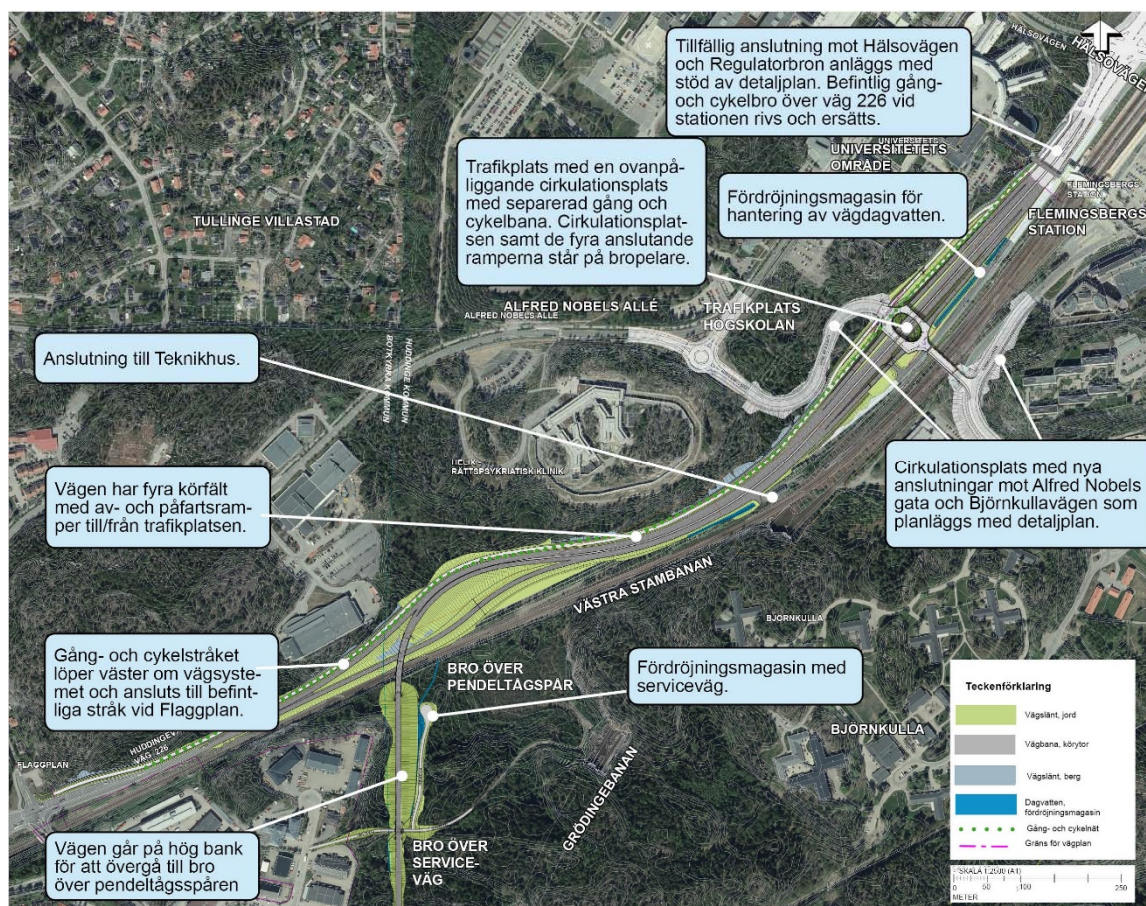 HÄLSOVÄGEN
HÄLSOVÄGEN
Tillfällig anslutning mot Hälsovägen
och Regulatorbron anläggs med
stöd av detaljplan. Befintlig gång-
och cykelbro över väg 226 vid
stationen rivs och ersätts.
UNIVERSITETS
UNIVERSITETS
OMRÅDE
Trafikplats med en ovanpå-
liggande cirkulationsplats
med separerad gång och
cykelbana. Cirkulationsplat-
sen samt de fyra anslutande
ramperna står på bropelare.
Fördröjningsmagasin för
hantering av vägdagvatten.
FLEMINGSBERGS
STATION
FLEMINGSBERGS
STATION
TULLINGE VILLASTAD
ALFRED NOBELS ALLÉ
ALFRED NOBELS ALLÉ
TRAFIKPLATS
HÖGSKOLAN
Anslutning till Teknikhus.
HUDDINGE KOMMUN
BOTKYRKA KOMMUN
HELIX -
RÄTTSPSYKIATRISK KLINIK
Cirkulationsplats med nya
anslutningar mot Alfred Nobels
gata och Björnkullavägen som
planläggs med detaljplan.
Vägen har fyra körfält
med av- och påfartsram-
per till/från trafikplatsen.
VÄSTRA STAMBANAN
BJÖRNKULLA
Gång- och cykelstråket
löper väster om vägsyste-
met och ansluts till befint-
liga stråk vid Flaggplan.
BRO ÖVER
PENDELTÅGSPÅR
Fördröjningsmagasin med
serviceväg.
BJÖRNKULLA
VÄG 226
FLAGGPLAN
GRÖDINGEBANAN
Vägen går på hög bank
för att övergå till bro
över pendeltågsspåren
BRO ÖVER
SERVICE-
VÄG
Teckenförklaring
Vägslänt, jord
Vägbana, körytor
Vägslänt, berg
Dagvatten,
fördröjningsmagasin
Gång- och cykelnät
Gräns för vägplan
SKALA 1:2500 (A1)
0 50 100 250
METER